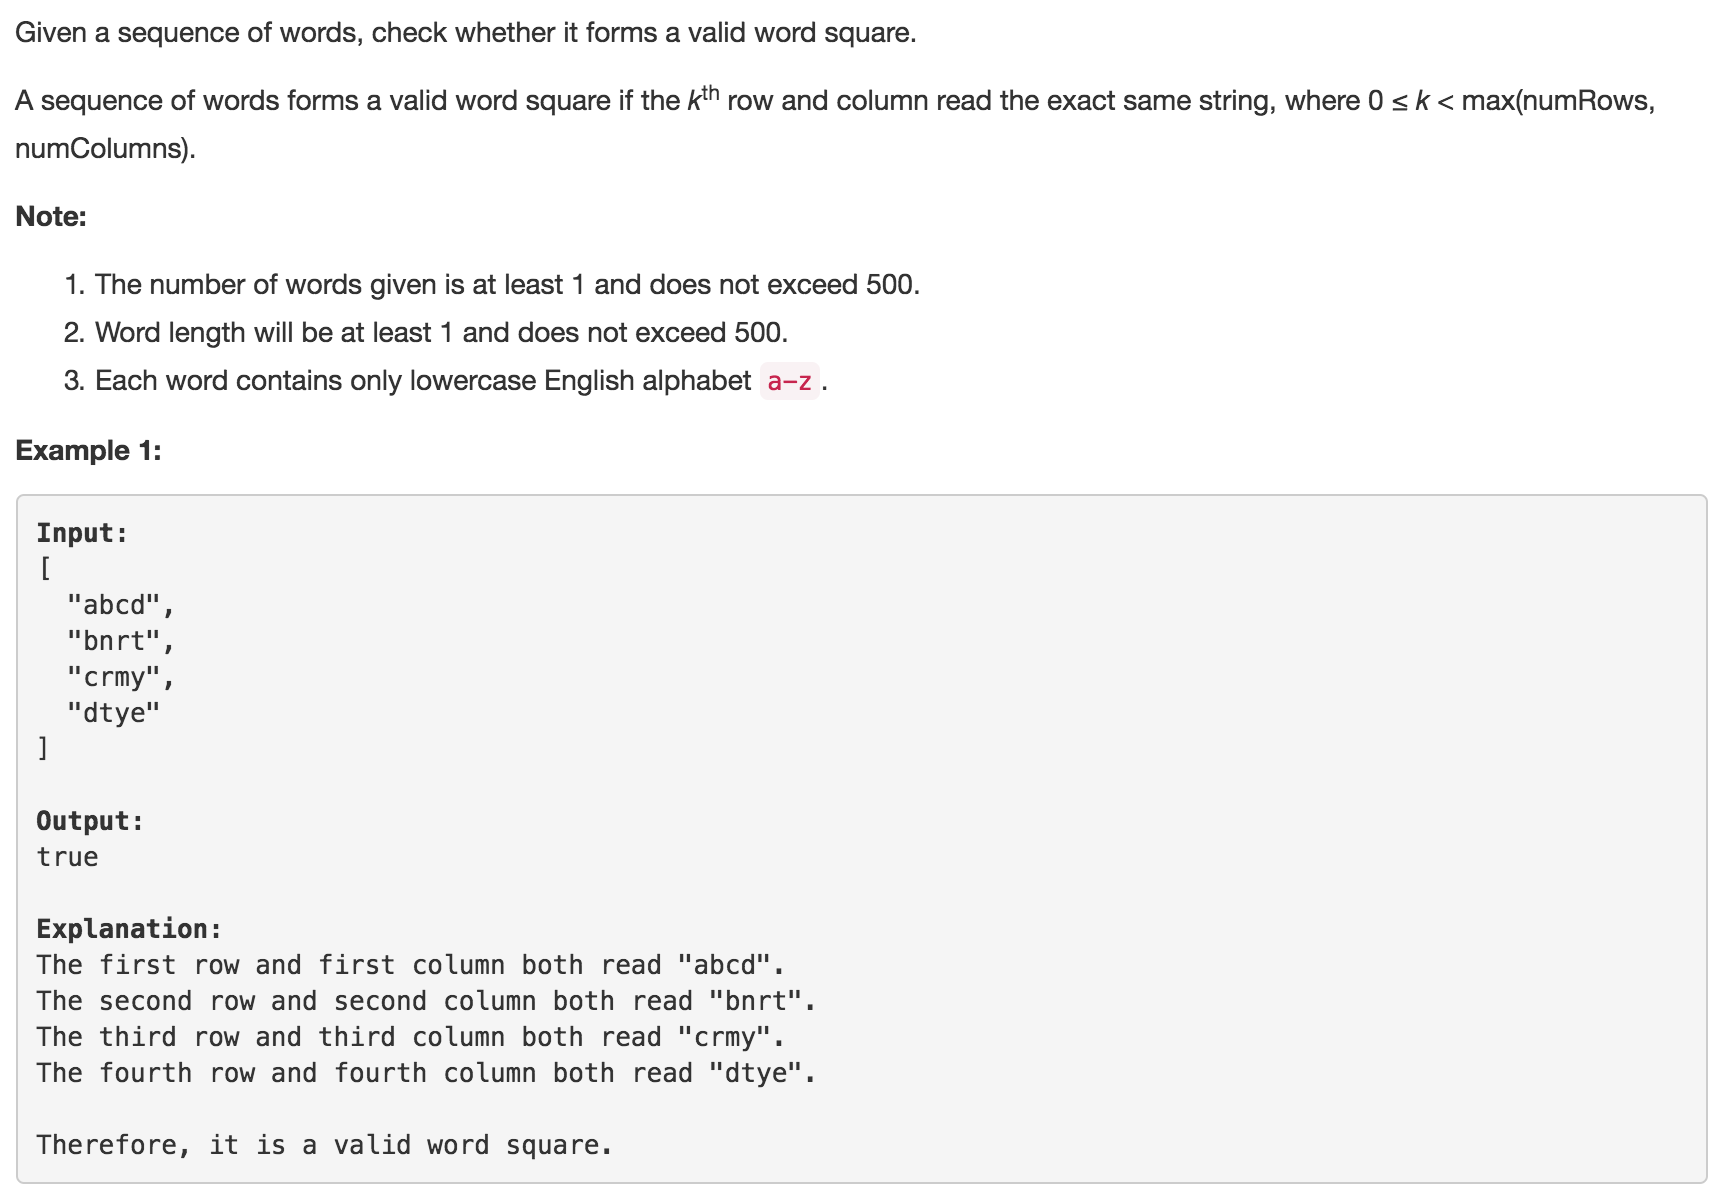 Given a sequence of words, check whether it forms a valid word square.
A sequence of words forms a valid word square if the kth row and column read the exact same string, where 0 ≤ k < max(numRows,
numColumns).
Note:
1. The number of words given is at least 1 and does not exceed 500.
2. Word length will be at least 1 and does not exceed 500.
3. Each word contains only lowercase English alphabet a-z.
Example 1:
Input:
[
  "abcd",
  "bnrt",
  "crmy",
  "dtye"
]
Output:
true
Explanation:
The first row and first column both read "abcd".
The second row and second column both read "bnrt".
The third row and third column both read "crmy".
The fourth row and fourth column both read "dtye".
Therefore, it is a valid word square.